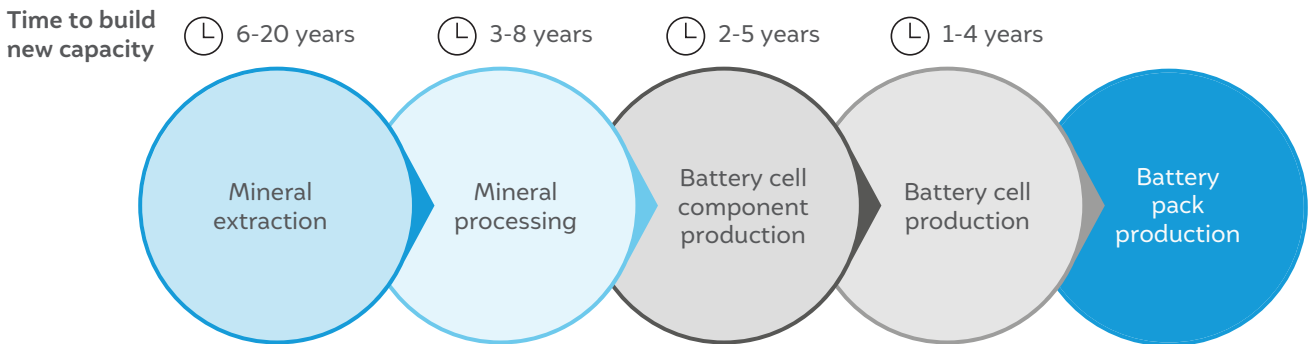 Time to build
new capacity
6-20 years
3-8 years
2-5 years
1-4 years
Mineral
extraction
Mineral
processing
Battery cell
component
production
Battery cell
production
Battery
pack
production